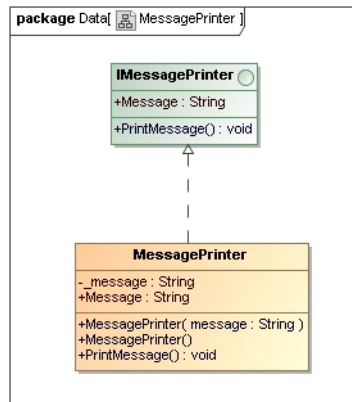 package Data[ MessagePrinter ]
IMessagePrinter
+Message : String
+PrintMessage() : void
MessagePrinter
-_message : String
+Message : String
+MessagePrinter( message : String )
+MessagePrinter()
+PrintMessage() : void